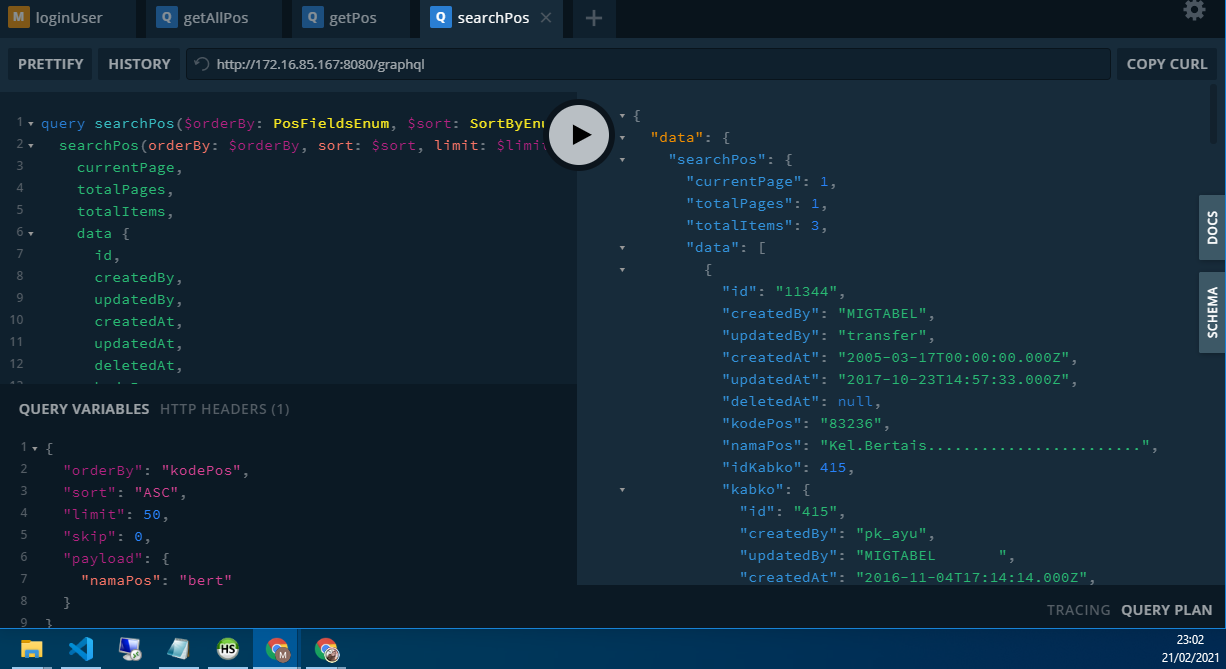 M loginUser
Q getAllPos
Q getPos
Q searchPos
PRETTIFY
HISTORY
http://172.16.85.167:8080/graphql
COPY CURL
1 query searchPos($orderBy: PosFieldsEnum, $sort: SortByEnu
2 searchPos(orderBy: $orderBy, sort: $sort, limit: $limi
3 currentPage,
4 totalPages,
5 totalItems,
6 data {
7 id,
8 createdBy,
9 updatedBy,
10 createdAt,
11 updatedAt,
12 deletedAt,
QUERY VARIABLES HTTP HEADERS (1)
1 {
2 "orderBy": "kodePos",
3 "sort": "ASC",
4 "limit": 50,
5 "skip": 0,
6 "payload": {
7 "namaPos": "bert"
8 }
9 }
{
"data": {
"searchPos": {
"currentPage": 1,
"totalPages": 1,
"totalItems": 3,
"data": [
{
"id": "11344",
"createdBy": "MIGTABEL",
"updatedBy": "transfer",
"createdAt": "2005-03-17T00:00:00.000Z",
"updatedAt": "2017-10-23T14:57:33.000Z",
"deletedAt": null,
"kodePos": "83236",
"namaPos": "Kel.Bertais........................",
"idKabko": 415,
"kabko": {
"id": "415",
"createdBy": "pk_ayu",
"updatedBy": "MIGTABEL       ",
"createdAt": "2016-11-04T17:14:14.000Z",
DOCS
SCHEMA
TRACING QUERY PLAN
HS
M
23:02
21/02/2021